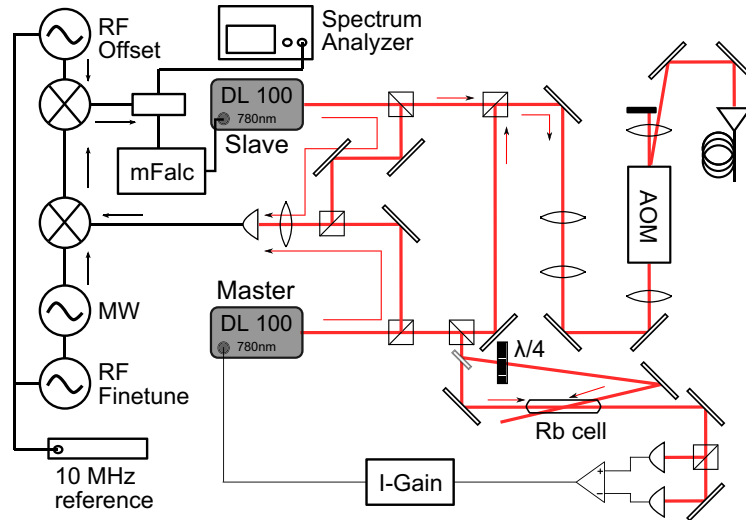 RF
Offset
Spectrum
Analyzer
DL 100
780nm
Slave
mFalc
AOM
MW
RF
Finetune
Master
DL 100
780nm
λ/4
Rb cell
+
−
I-Gain
10 MHz
reference